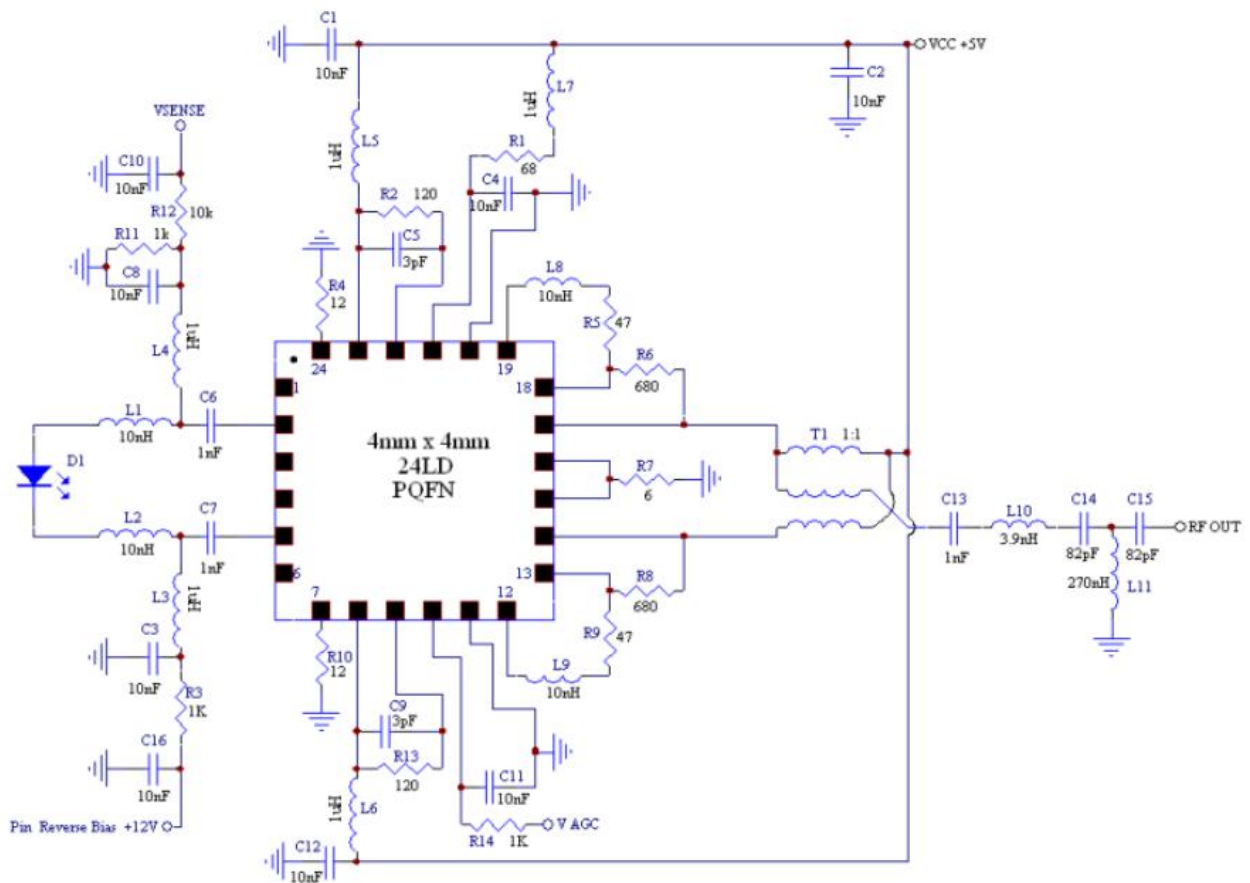 C1
10nF
VCC +5V
C2
10nF
L7
1uH
VSENSE
C10
10nF
R12
10k
R11
1k
C8
10nF
L5
1uH
R1
68
C4
10nF
R2
120
C5
3pF
R4
12
L4
1uH
L8
10nH
R5
47
R6
680
24
19
1
18
L1
10nH
C6
1nF
D1
4mm x 4mm
24LD
PQFN
R7
6
T1
1:1
C13
1nF
L10
3.9nH
C14
82pF
C15
82pF
RF OUT
270nH
L11
L2
10nH
C7
1nF
6
13
7
12
R8
680
R9
47
L3
1uH
C3
10nF
R3
1K
R10
12
L9
10nH
C9
3pF
R13
120
C11
10nF
C16
10nF
L6
1uH
Pin Reverse Bias +12V
R14
1K
V AGC
C12
10nF